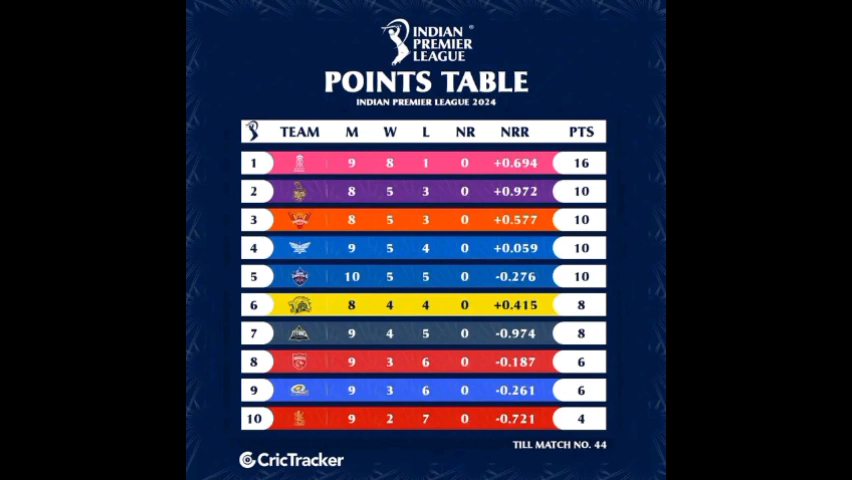 INDIAN
PREMIER
LEAGUE
POINTS TABLE
INDIAN PREMIER LEAGUE 2024
TEAM M W L NR NRR PTS
1 9 8 1 0 +0.694 16
2 8 5 3 0 +0.972 10
3 8 5 3 0 +0.577 10
4 9 5 4 0 +0.059 10
5 10 5 5 0 -0.276 10
6 8 4 4 0 +0.415 8
7 9 4 5 0 -0.974 8
8 9 3 6 0 -0.187 6
9 9 3 6 0 -0.261 6
10 9 2 7 0 -0.721 4
TILL MATCH NO. 44
CricTracker